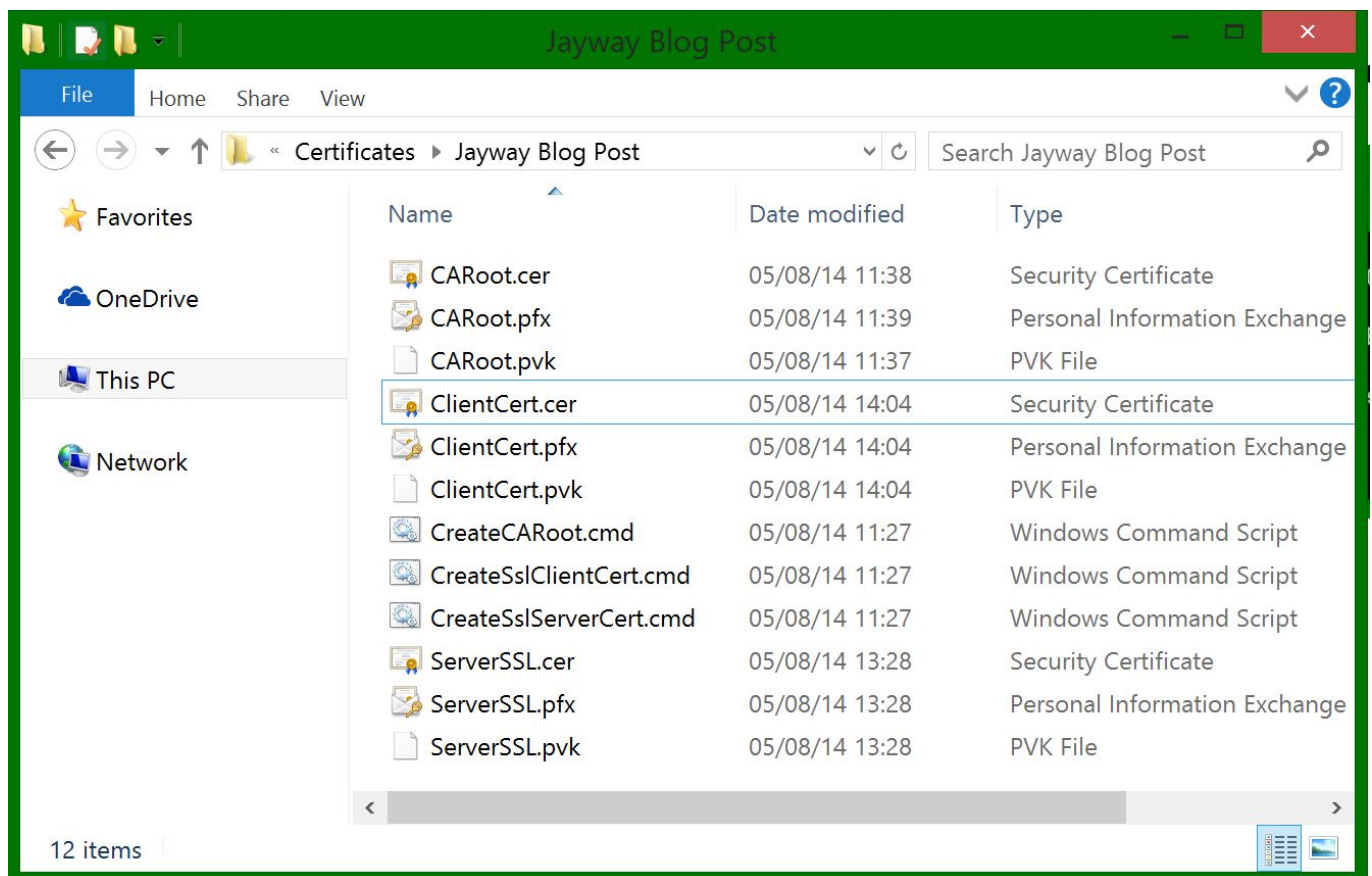 Jayway Blog Post
File Home Share View
« Certificates Jayway Blog Post Search Jayway Blog Post
Favorites
OneDrive
This PC
Network
Name Date modified Type
CARoot.cer 05/08/14 11:38 Security Certificate
CARoot.pfx 05/08/14 11:39 Personal Information Exchange
CARoot.pvk 05/08/14 11:37 PVK File
ClientCert.cer 05/08/14 14:04 Security Certificate
ClientCert.pfx 05/08/14 14:04 Personal Information Exchange
ClientCert.pvk 05/08/14 14:04 PVK File
CreateCARoot.cmd 05/08/14 11:27 Windows Command Script
CreateSslClientCert.cmd 05/08/14 11:27 Windows Command Script
CreateSslServerCert.cmd 05/08/14 11:27 Windows Command Script
ServerSSL.cer 05/08/14 13:28 Security Certificate
ServerSSL.pfx 05/08/14 13:28 Personal Information Exchange
ServerSSL.pvk 05/08/14 13:28 PVK File
12 items